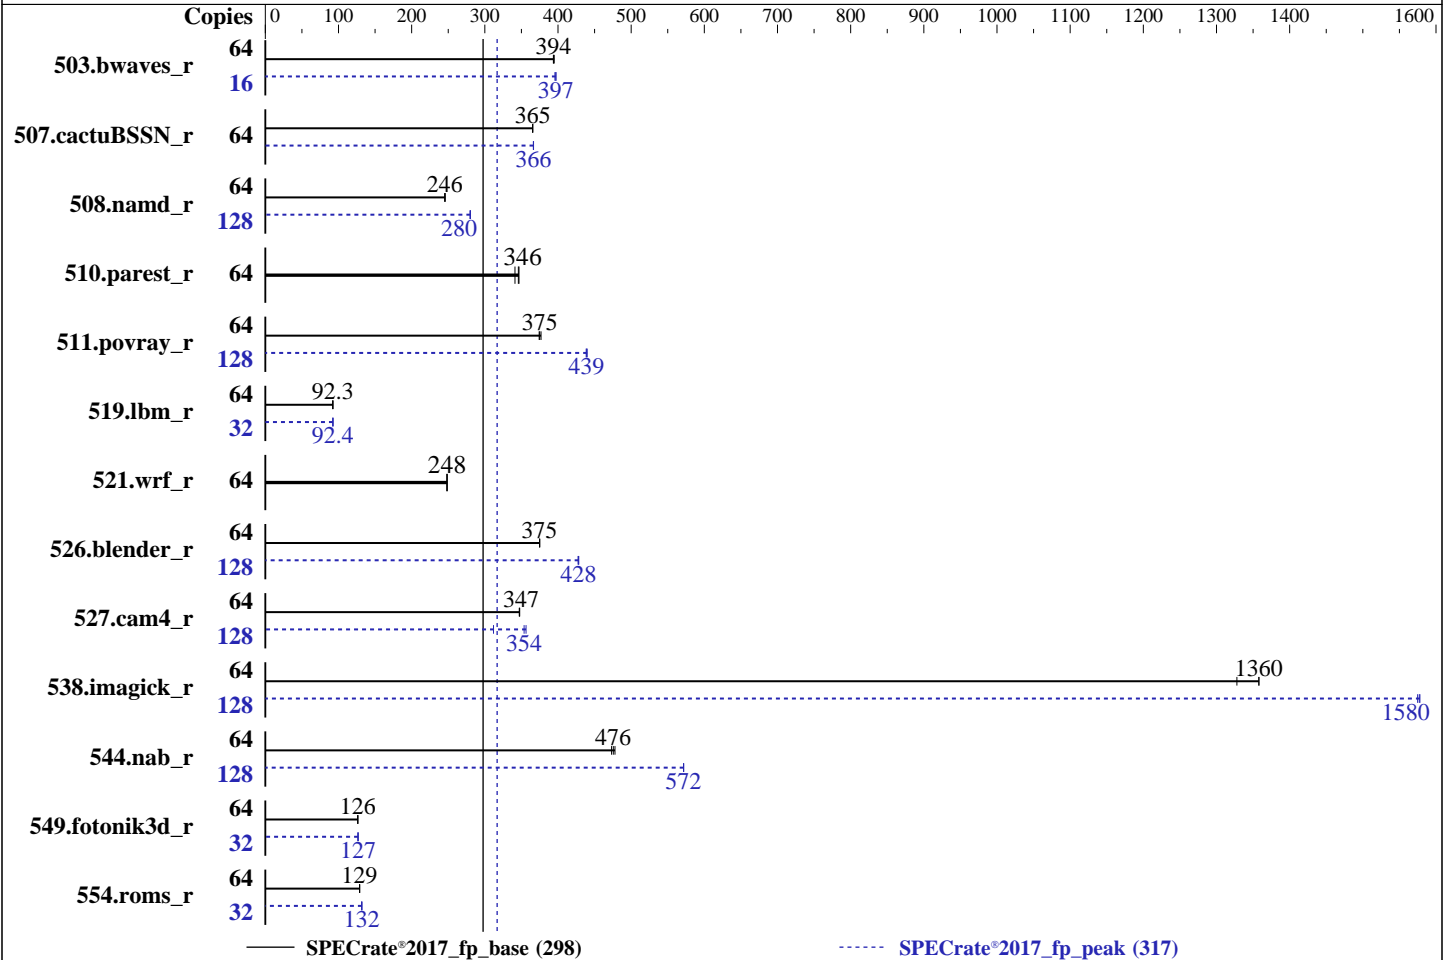 Copies 0 100 200 300 400 500 600 700 800 900 1000 1100 1200 1300 1400 1600
503.bwaves_r 64 394
16 397
507.cactuBSSN_r 64 365
366
508.namd_r 64 246
128 280
510.parest_r 64 346
511.povray_r 64 375
128 439
519.lbm_r 64 92.3
32 92.4
521.wrf_r 64 248
526.blender_r 64 375
128 428
527.cam4_r 64 347
128 354
538.imagick_r 64 1360
128 1580
544.nab_r 64 476
128 572
549.fotonik3d_r 64 126
32 127
554.roms_r 64 129
32 132
SPECrate®2017_fp_base (298) SPECrate®2017_fp_peak (317)